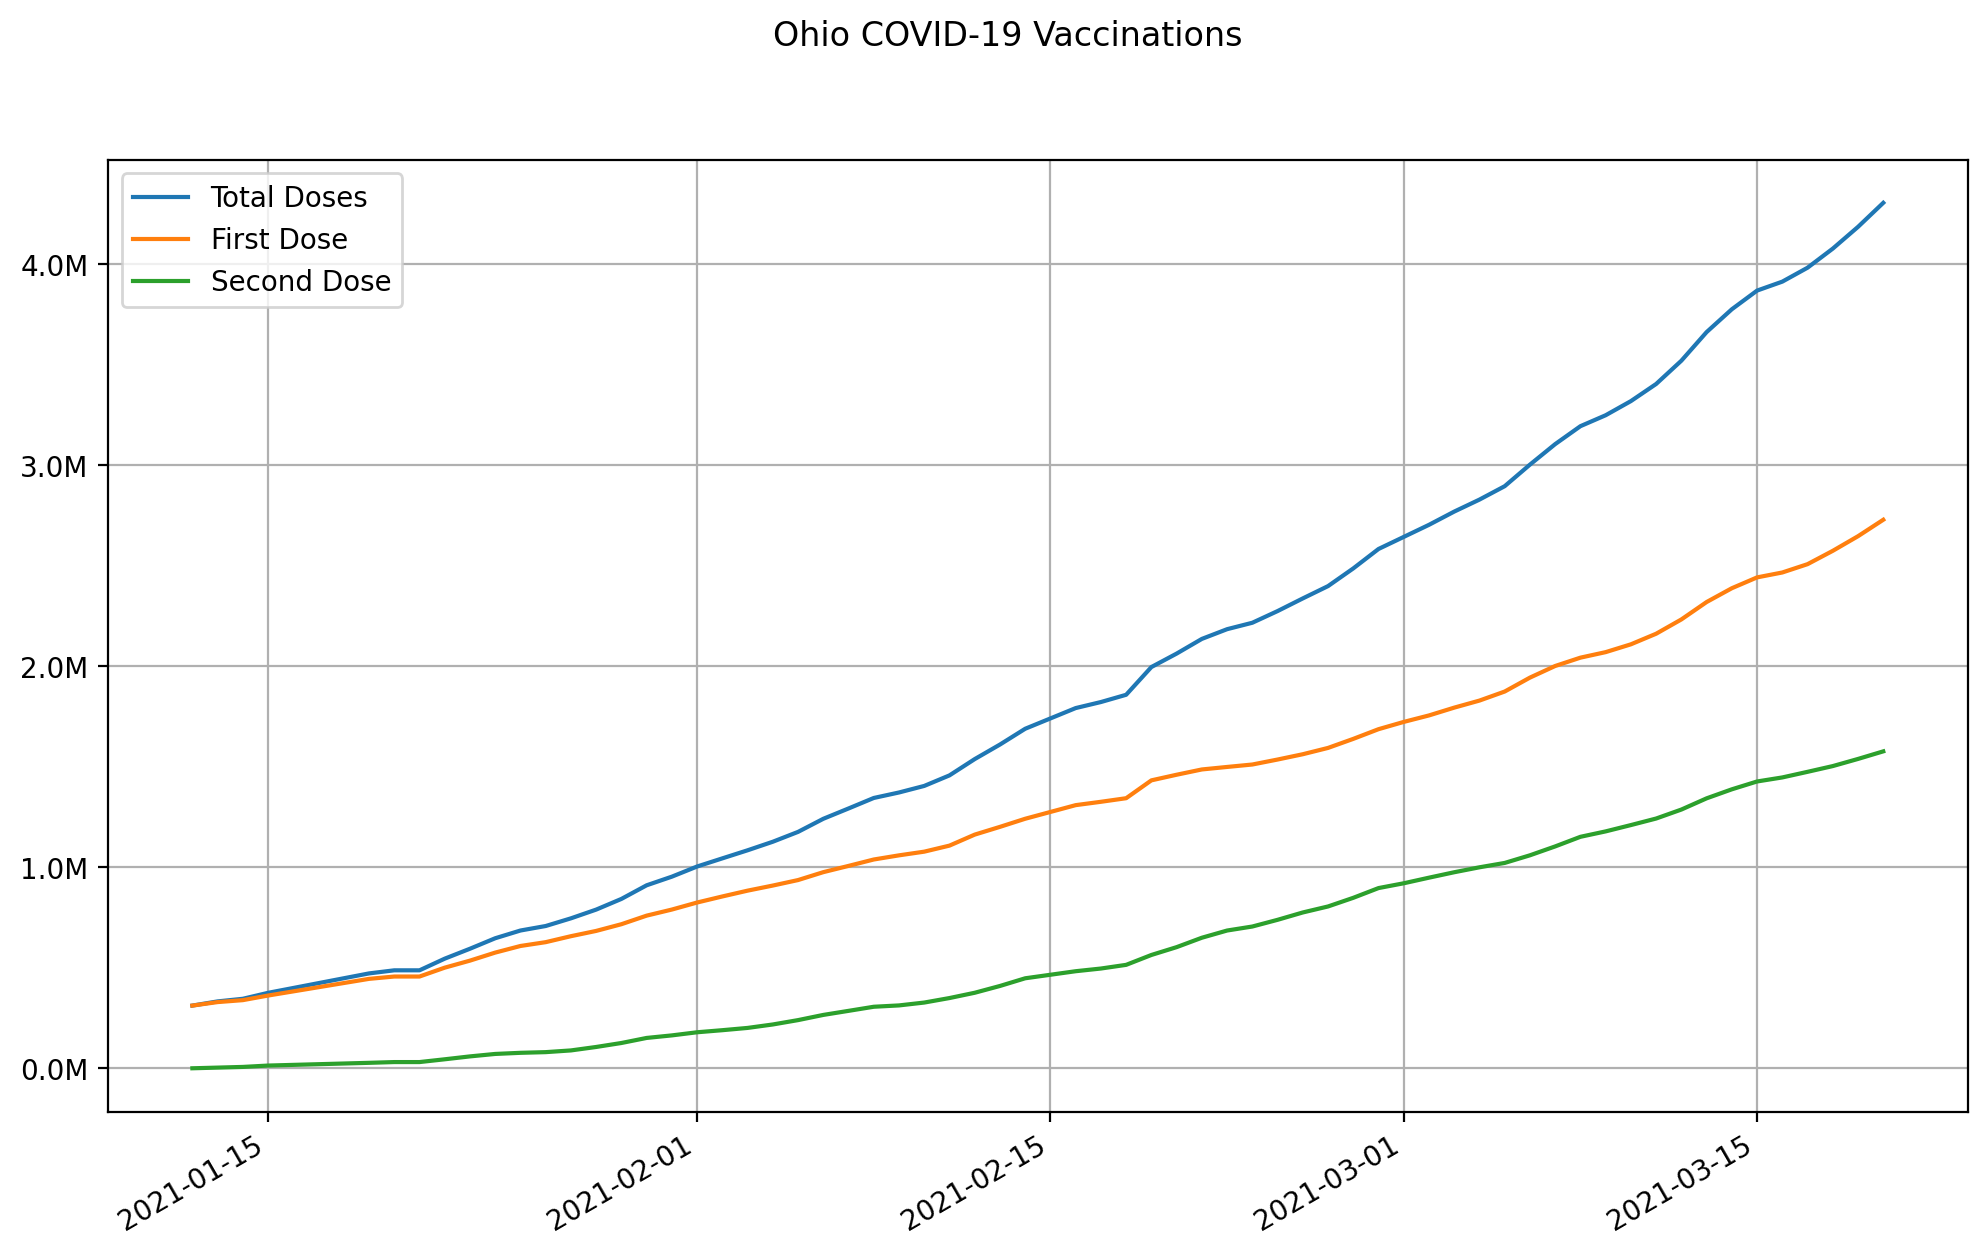 Ohio COVID-19 Vaccinations
Total Doses
First Dose
Second Dose
4.0M
3.0M
2.0M
1.0M
0.0M
2021-01-15
2021-02-01
2021-02-15
2021-03-01
2021-03-15